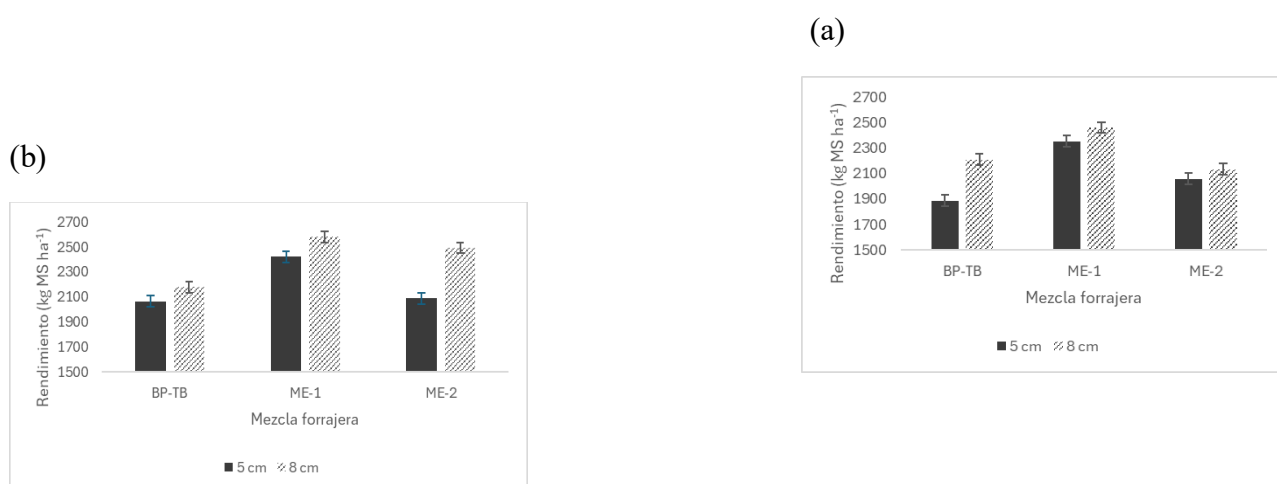 (a)
Rendimiento (kg MS ha⁻¹)
2700
2500
2300
2100
1900
1700
1500
BP-TB ME-1 ME-2
Mezcla forrajera
■ 5 cm ▨ 8 cm
(b)
Rendimiento (kg MS ha⁻¹)
2700
2500
2300
2100
1900
1700
1500
BP-TB ME-1 ME-2
Mezcla forrajera
■ 5 cm ▨ 8 cm